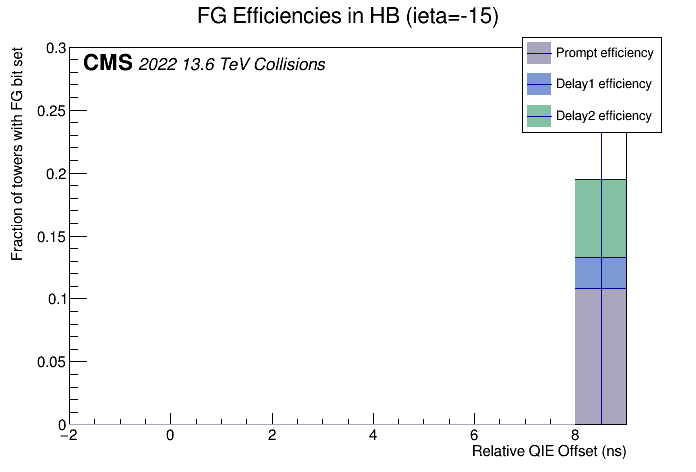 FG Efficiencies in HB (ieta=-15)
CMS 2022 13.6 TeV Collisions
Prompt efficiency
Delay1 efficiency
Delay2 efficiency
Fraction of towers with FG bit set
0.3
0.25
0.2
0.15
0.1
0.05
0
−2 0 2 4 6 8
Relative QIE Offset (ns)